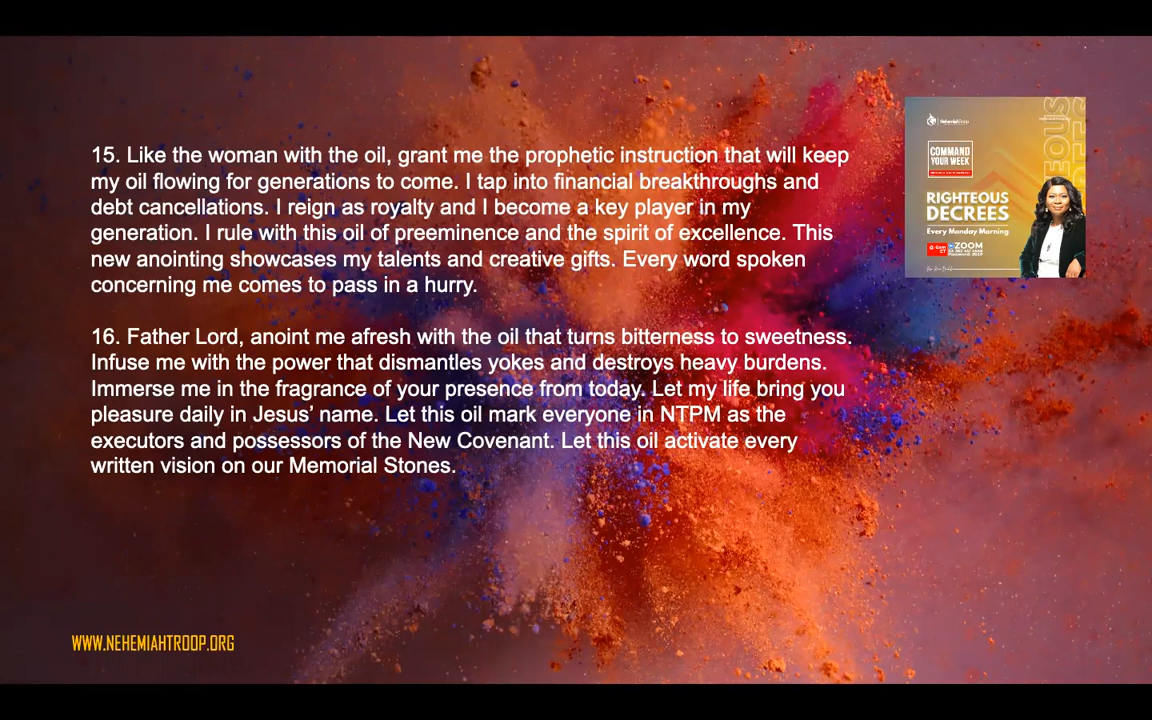 15. Like the woman with the oil, grant me the prophetic instruction that will keep
my oil flowing for generations to come. I tap into financial breakthroughs and
debt cancellations. I reign as royalty and I become a key player in my
generation. I rule with this oil of preeminence and the spirit of excellence. This
new anointing showcases my talents and creative gifts. Every word spoken
concerning me comes to pass in a hurry.
16. Father Lord, anoint me afresh with the oil that turns bitterness to sweetness.
Infuse me with the power that dismantles yokes and destroys heavy burdens.
Immerse me in the fragrance of your presence from today. Let my life bring you
pleasure daily in Jesus’ name. Let this oil mark everyone in NTPM as the
executors and possessors of the New Covenant. Let this oil activate every
written vision on our Memorial Stones.
NehemiahTroop
COMMAND
YOUR WEEK
RIGHTEOUS
DECREES
Every Monday Morning
ZOOM
WWW.NEHEMIAHTROOP.ORG